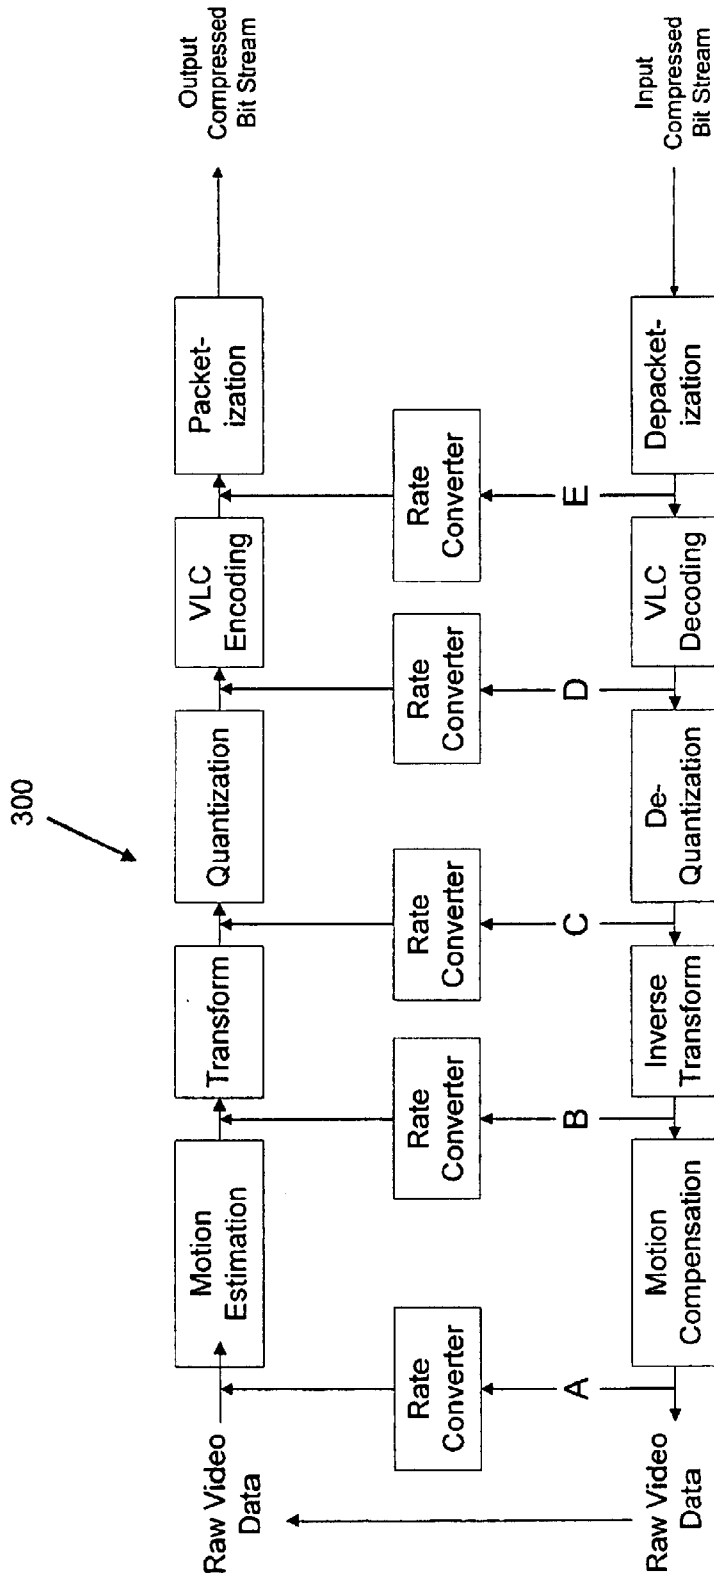 300
Raw Video
Data
Motion
Estimation
Transform
Quantization
VLC
Encoding
Packet-
ization
Output
Compressed
Bit Stream
Rate
Converter
Rate
Converter
Rate
Converter
Rate
Converter
Rate
Converter
A
B
C
D
E
Raw Video
Data
Motion
Compensation
Inverse
Transform
De-
Quantization
VLC
Decoding
Depacket-
ization
Input
Compressed
Bit Stream